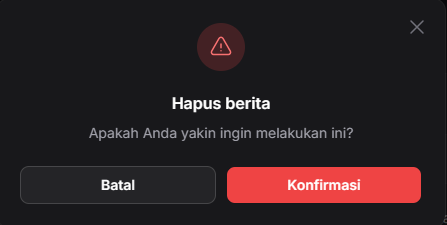 Hapus berita
Apakah Anda yakin ingin melakukan ini?
Batal
Konfirmasi